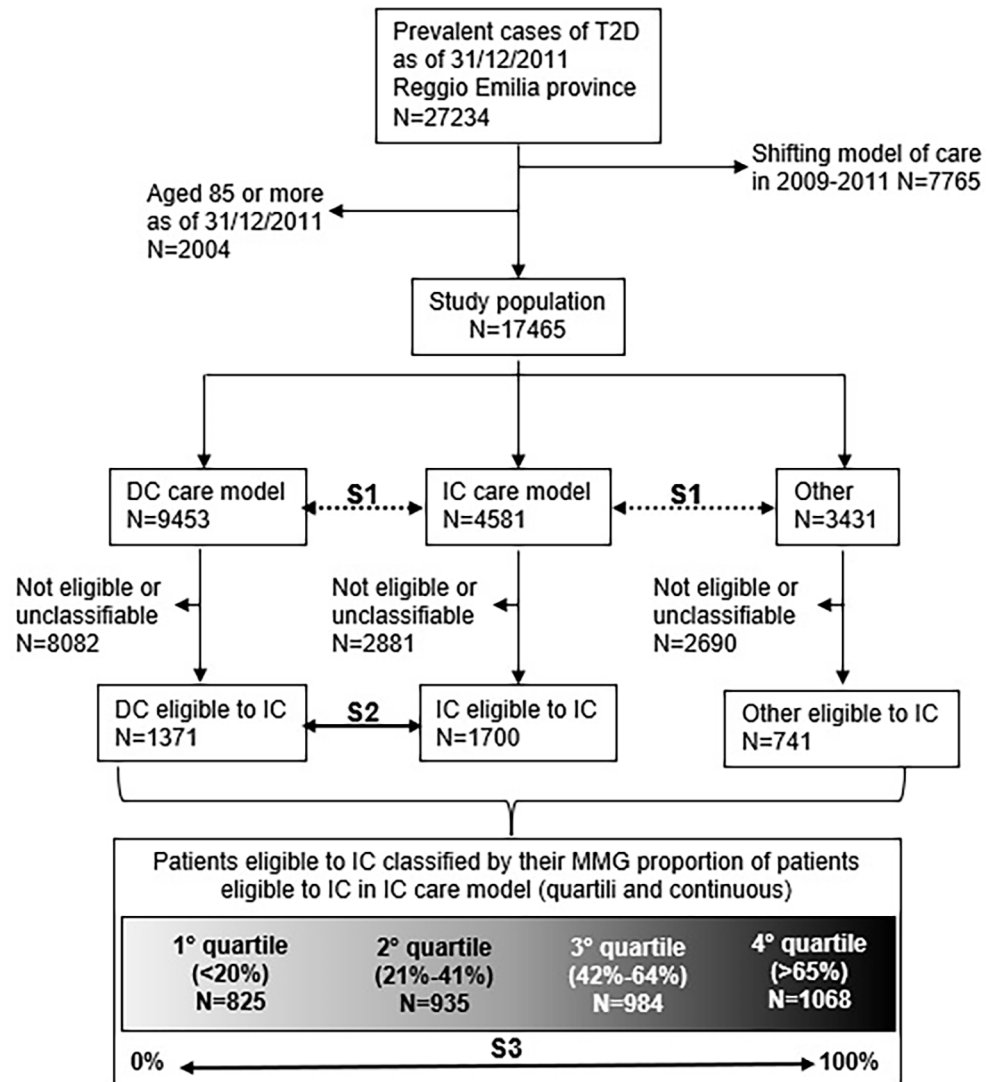 Prevalent cases of T2D
as of 31/12/2011
Reggio Emilia province
N=27234
Shifting model of care
in 2009-2011 N=7765
Aged 85 or more
as of 31/12/2011
N=2004
Study population
N=17465
DC care model
N=9453
S1
IC care model
N=4581
S1
Other
N=3431
Not eligible or
unclassifiable
N=8082
Not eligible or
unclassifiable
N=2881
Not eligible or
unclassifiable
N=2690
DC eligible to IC
N=1371
S2
IC eligible to IC
N=1700
Other eligible to IC
N=741
Patients eligible to IC classified by their MMG proportion of patients
eligible to IC in IC care model (quartili and continuous)
1° quartile
(<20%)
N=825
2° quartile
(21%-41%)
N=935
3° quartile
(42%-64%)
N=984
4° quartile
(>65%)
N=1068
0%
S3
100%